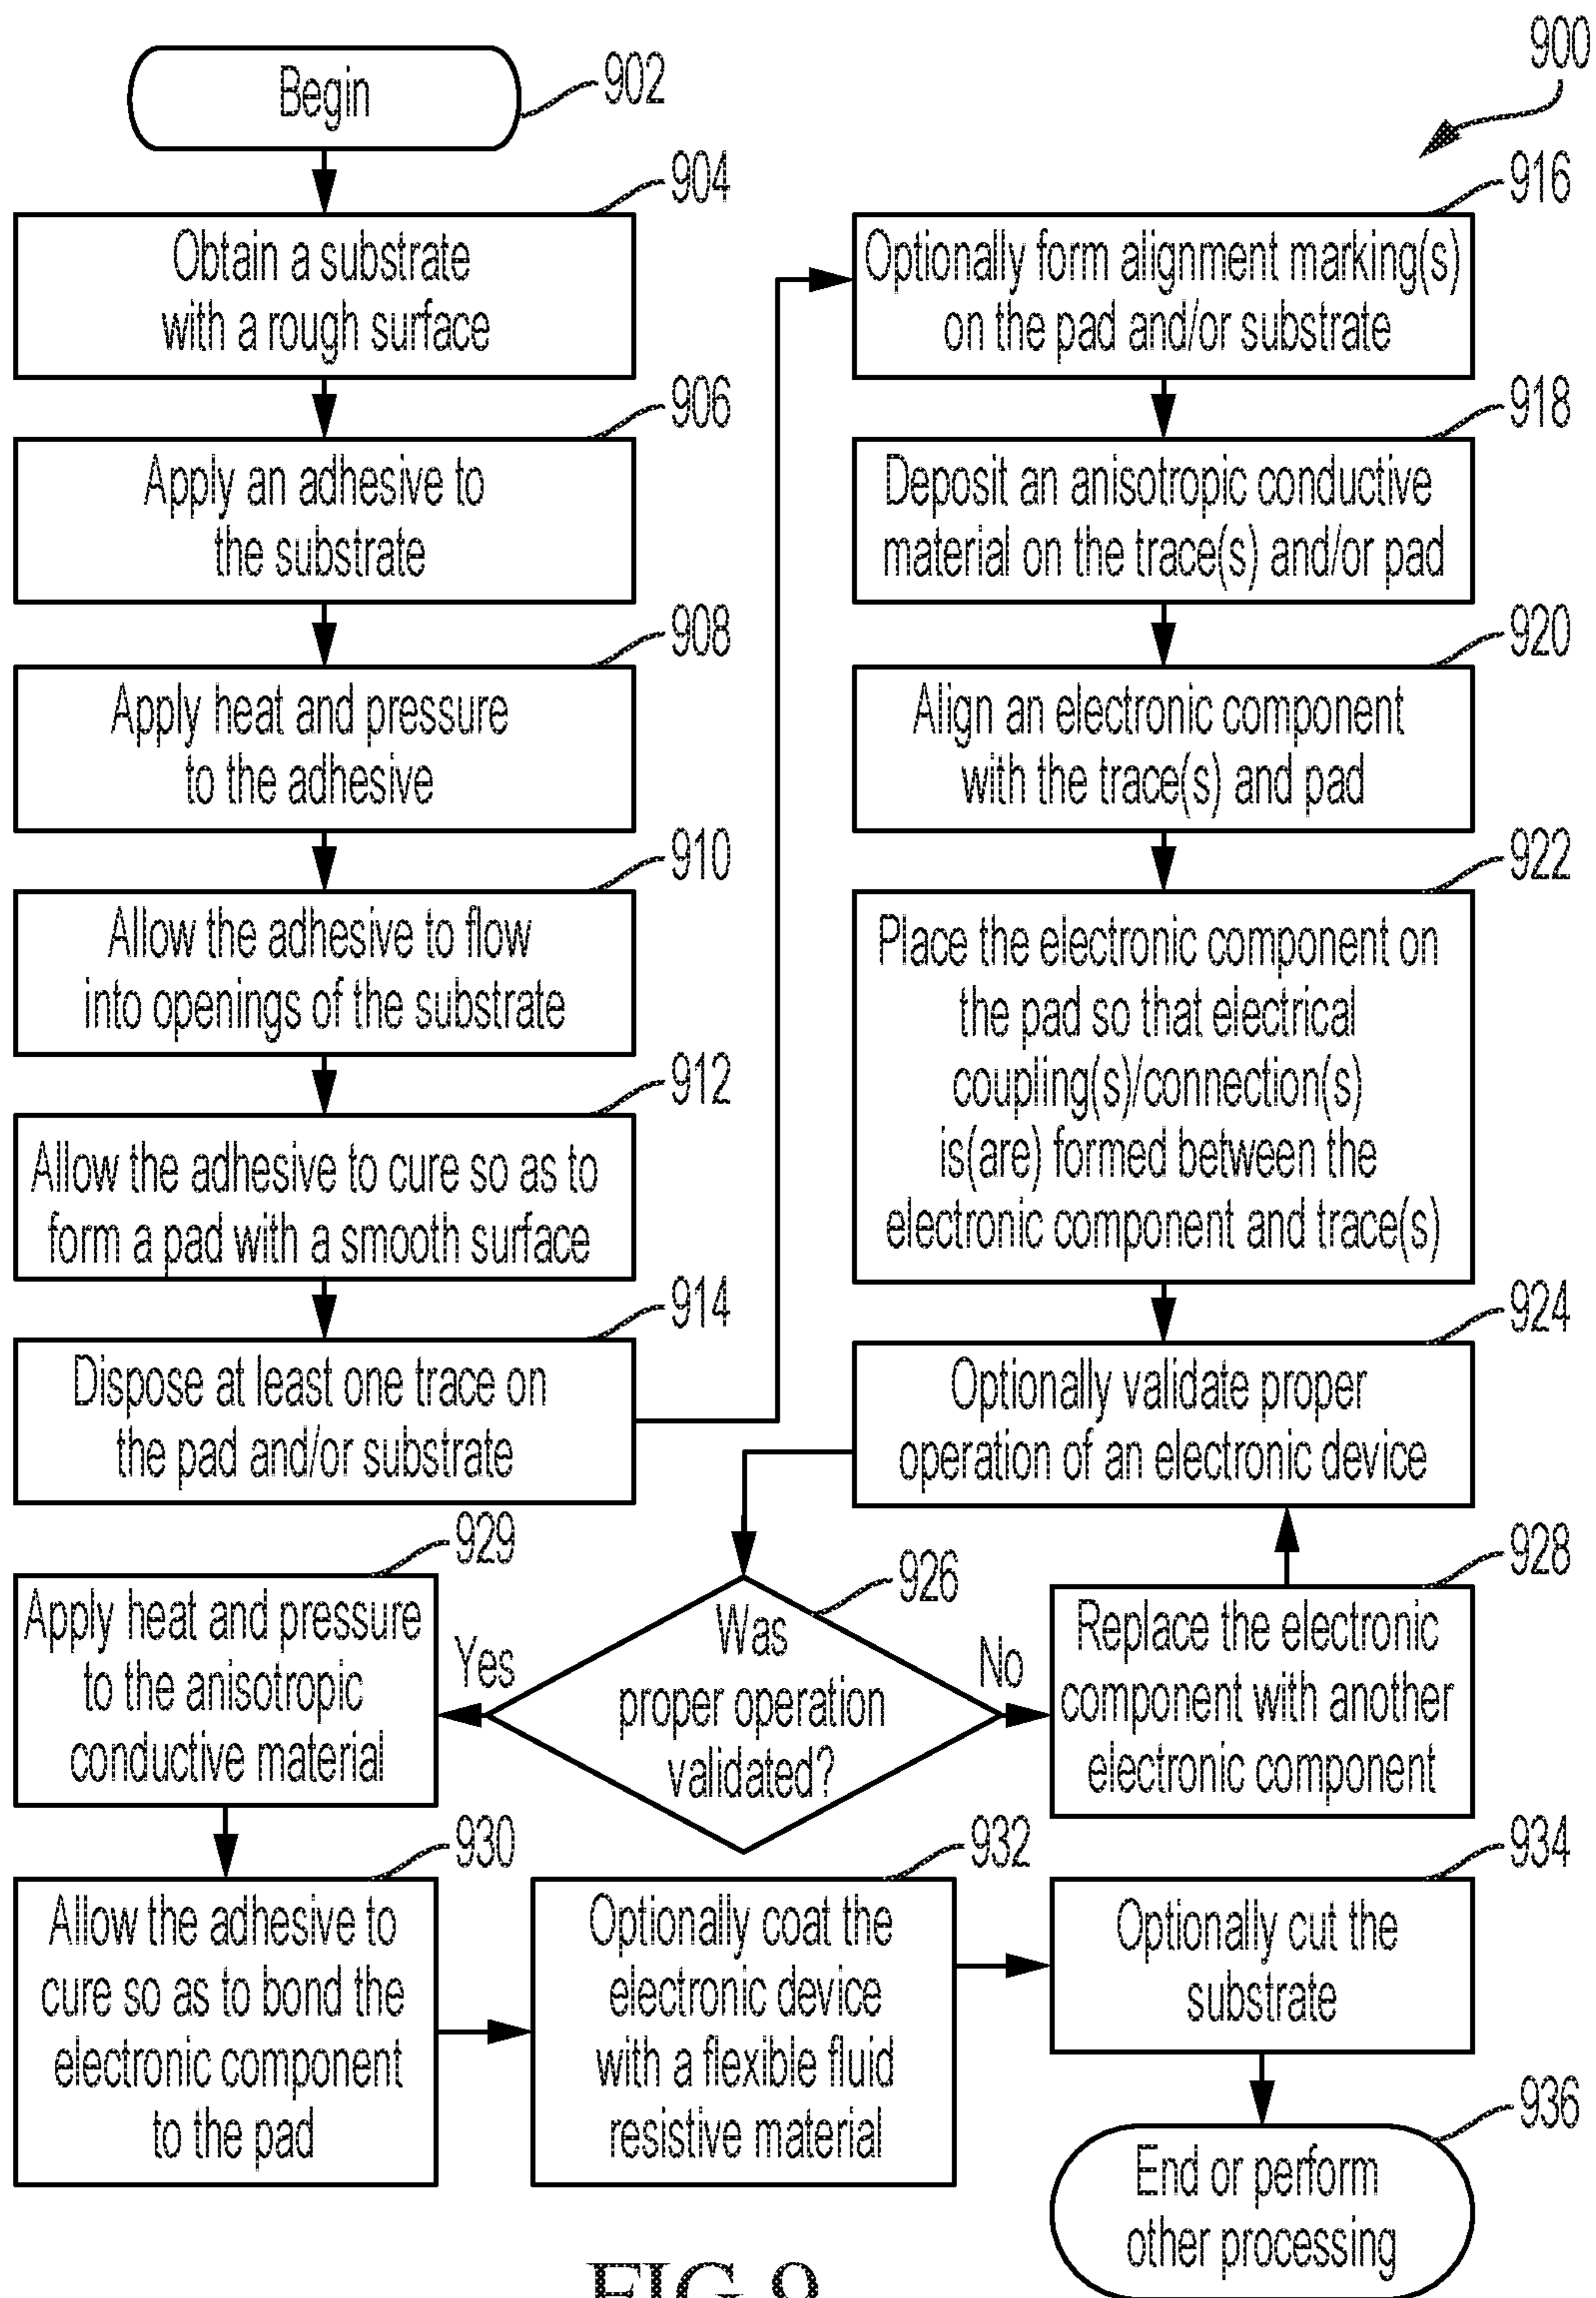 900
Begin
902
904
Obtain a substrate
with a rough surface
906
Apply an adhesive to
the substrate
908
Apply heat and pressure
to the adhesive
910
Allow the adhesive to flow
into openings of the substrate
912
Allow the adhesive to cure so as to
form a pad with a smooth surface
914
Dispose at least one trace on
the pad and/or substrate
916
Optionally form alignment marking(s)
on the pad and/or substrate
918
Deposit an anisotropic conductive
material on the trace(s) and/or pad
920
Align an electronic component
with the trace(s) and pad
922
Place the electronic component on
the pad so that electrical
coupling(s)/connection(s)
is(are) formed between the
electronic component and trace(s)
924
Optionally validate proper
operation of an electronic device
926
Was
proper operation
validated?
No
928
Replace the electronic
component with another
electronic component
Yes
929
Apply heat and pressure
to the anisotropic
conductive material
930
Allow the adhesive to
cure so as to bond the
electronic component
to the pad
932
Optionally coat the
electronic device
with a flexible fluid
resistive material
934
Optionally cut the
substrate
936
End or perform
other processing
FIG. 9